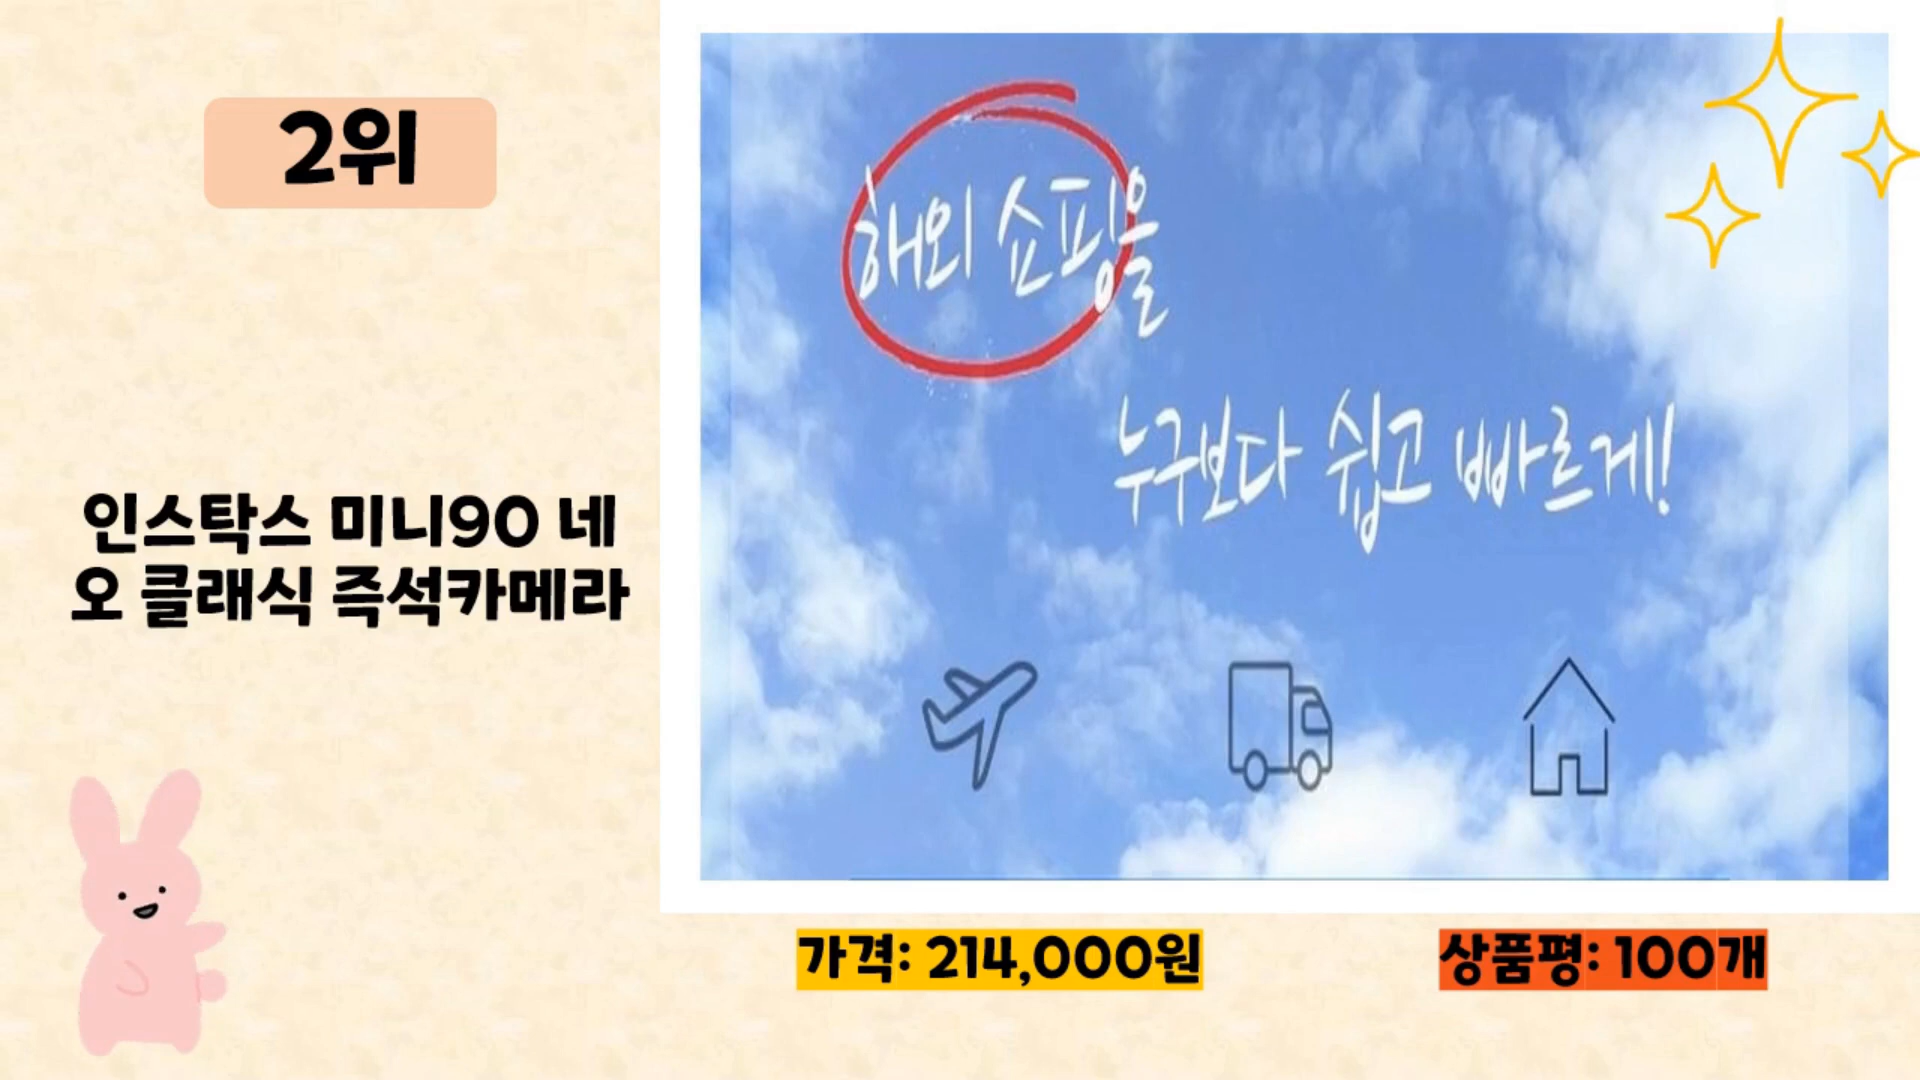 2위
인스탁스 미니90 네
오 클래식 즉석카메라
해외 쇼핑을
누구보다 쉽고 빠르게!
가격: 214,000원
상품평: 100개